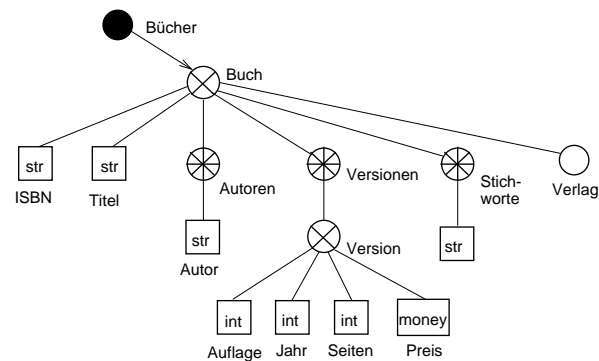 Bücher
Buch
str
str
Autoren
Versionen
Stich-
worte
Verlag
ISBN
Titel
str
Autor
Version
str
int
int
int
money
Auflage
Jahr
Seiten
Preis